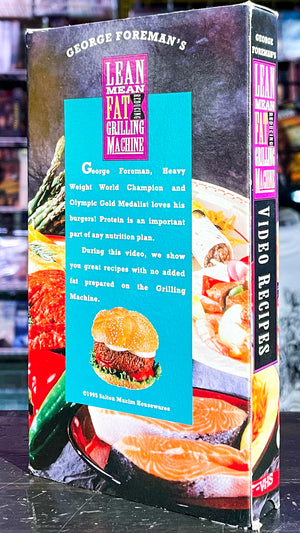 GEORGE FOREMAN'S
LEAN
MEAN
FAT
REDUCING
GRILLING
MACHINE
George Foreman, Heavy
Weight World Champion and
Olympic Gold Medalist loves his
burgers! Protein is an important
part of any nutrition plan.
During this video, we show
you great recipes with no added
fat prepared on the Grilling
Machine.
©1995 Salton Maxim Housewares
GEORGE
FOREMAN'S
LEAN
MEAN
FAT
REDUCING
GRILLING
MACHINE
VIDEO RECIPES
VHS